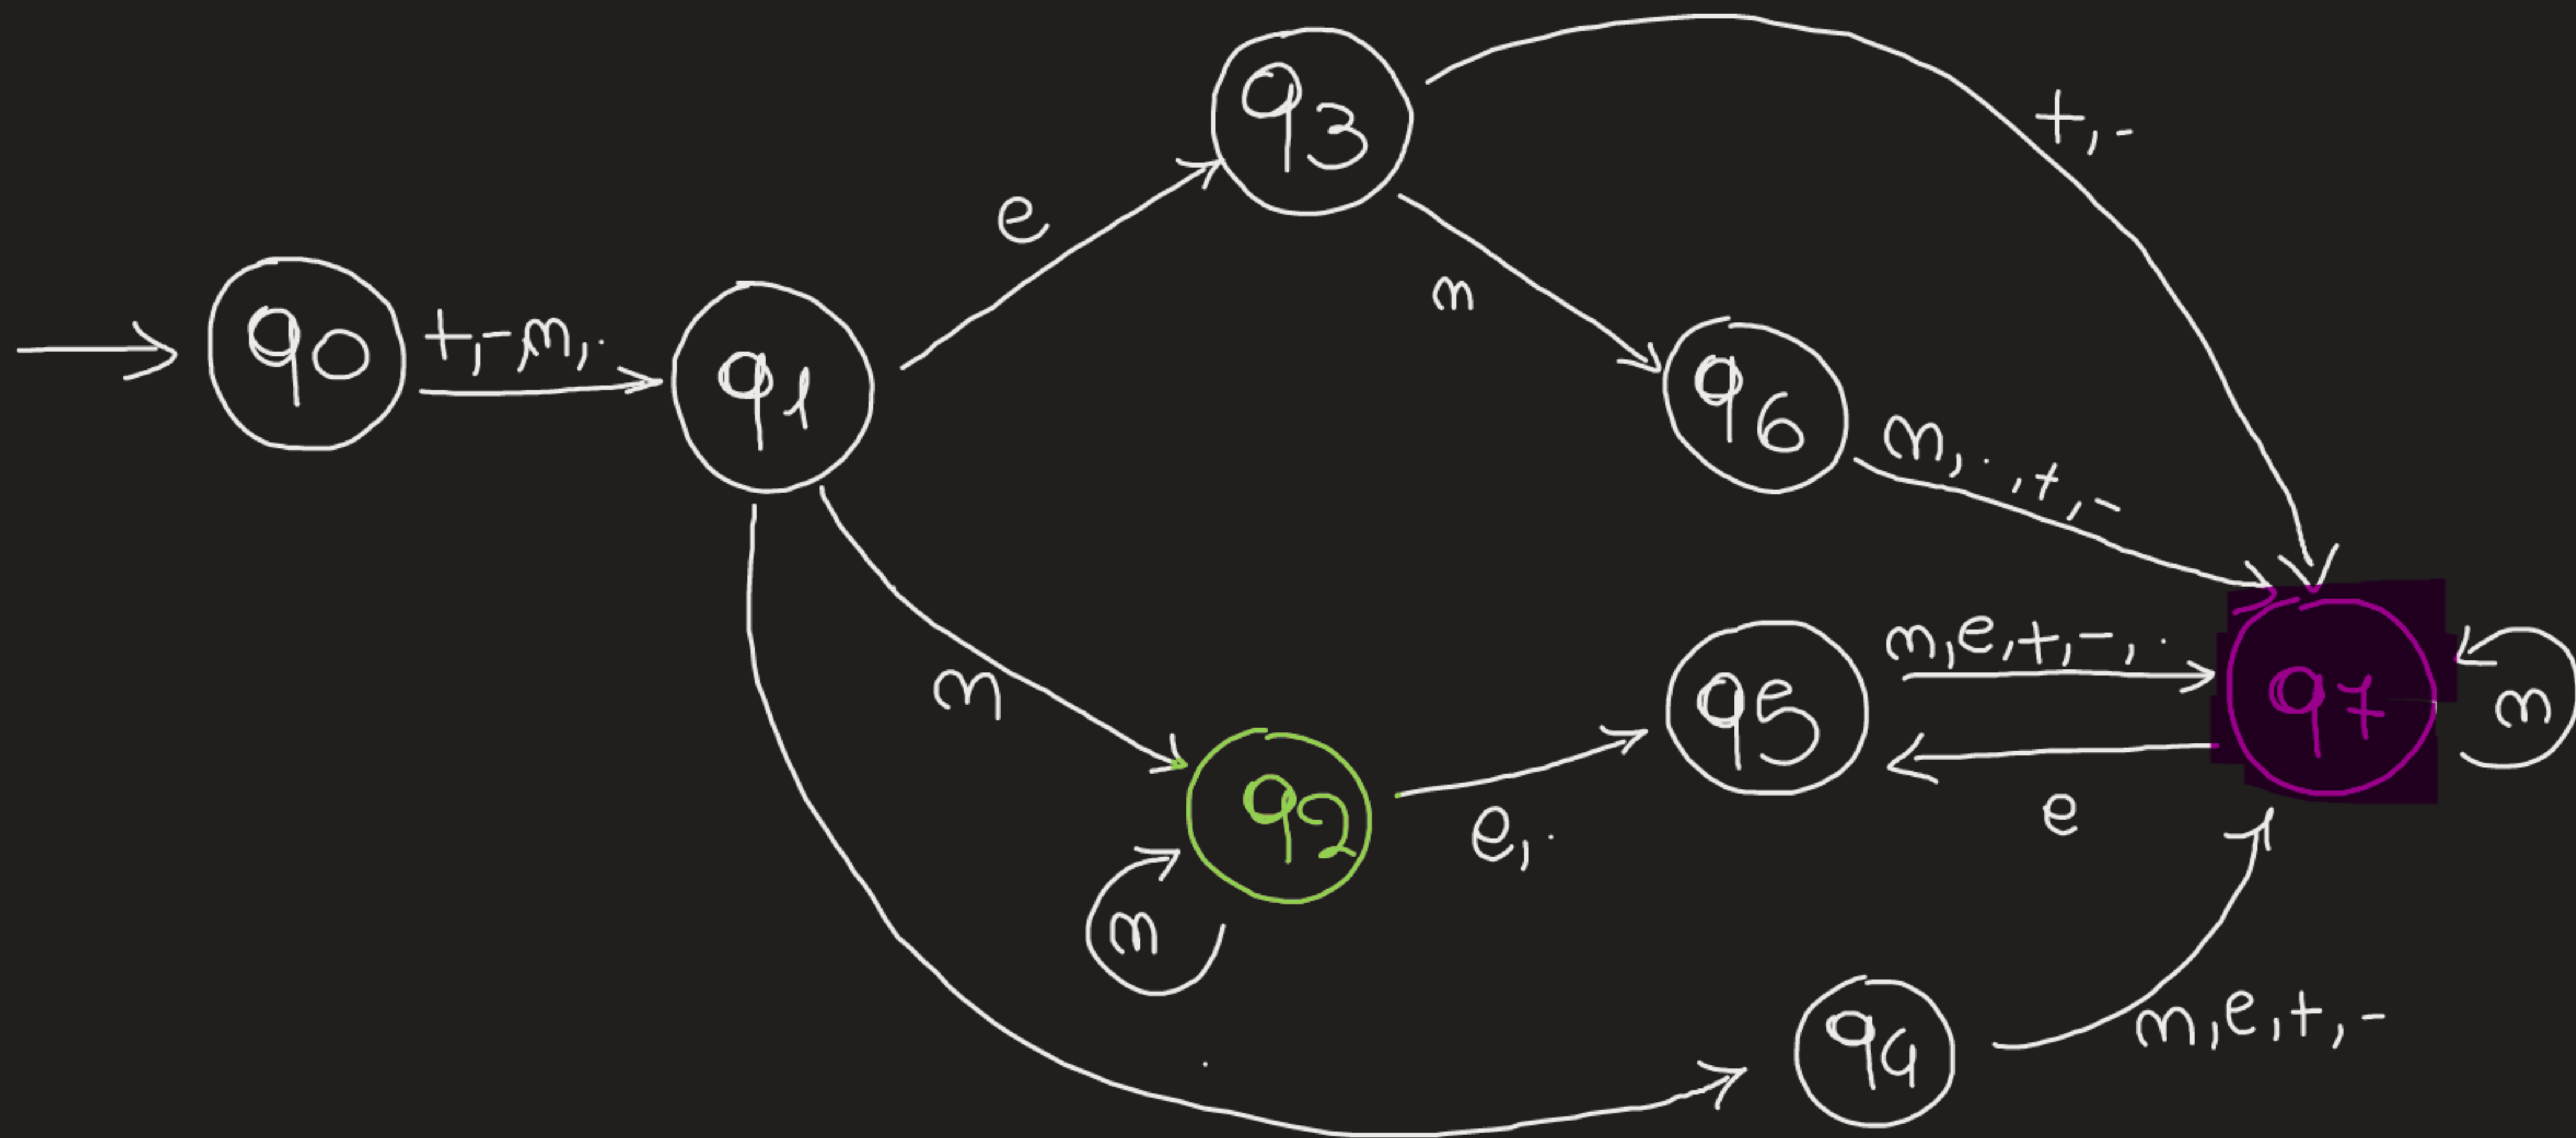 q3
+,-
e
q0
+,-,n,.
q1
n
q6
n,.,+,-
n
q5
n,e,+,-,.
q7
n
q2
e,.
e
n
.
q4
n,e,+,-